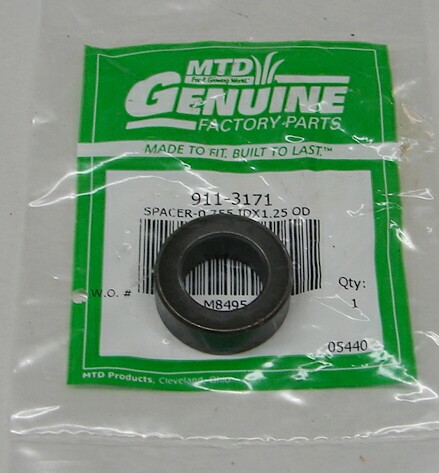 MTD
For A Growing World.™
GENUINE
FACTORY PARTS
MADE TO FIT. BUILT TO LAST.™
911-3171
SPACER-0.755 IDX1.25 OD
W.O. #
M8495
Qty:
1
05440
MTD Products, Cleveland, Ohio